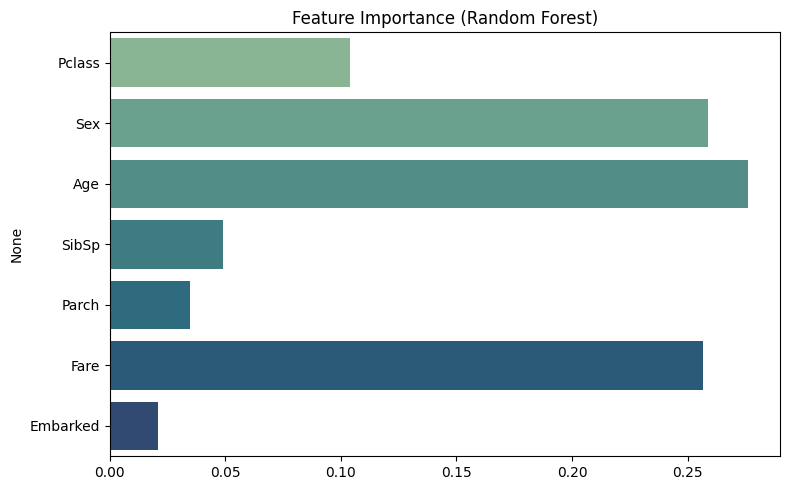 Feature Importance (Random Forest)
Pclass
Sex
Age
SibSp
Parch
Fare
Embarked
None
0.00 0.05 0.10 0.15 0.20 0.25